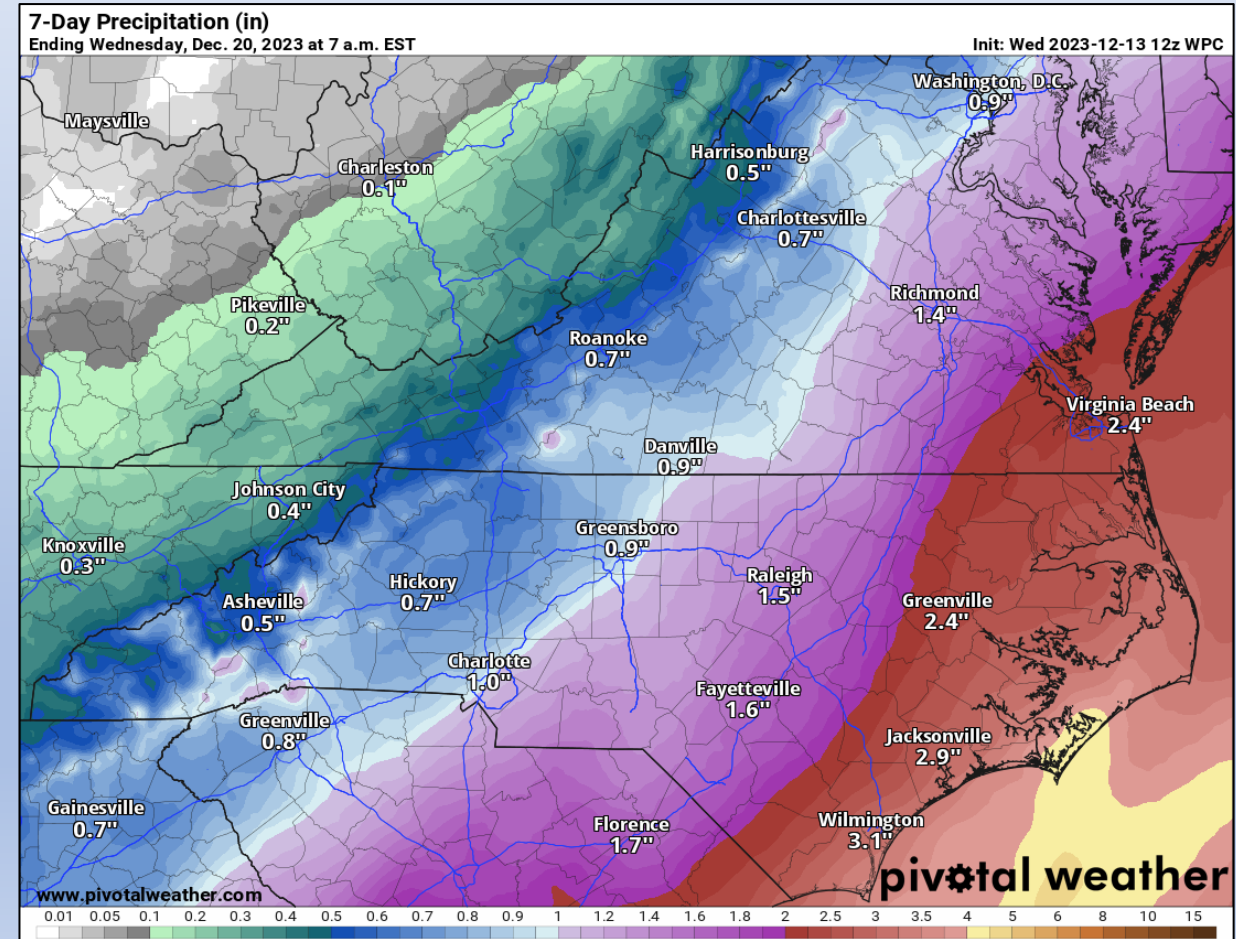 7-Day Precipitation (in)
Ending Wednesday, Dec. 20, 2023 at 7 a.m. EST
Init: Wed 2023-12-13 12z WPC
Washington, D.C.
0.9"
Maysville
Charleston
0.1"
Harrisonburg
0.5"
Charlottesville
0.7"
Pikeville
0.2"
Richmond
1.4"
Roanoke
0.7"
Virginia Beach
2.4"
Danville
0.9"
Johnson City
0.4"
Knoxville
0.3"
Greensboro
0.9"
Hickory
0.7"
Raleigh
1.5"
Asheville
0.5"
Greenville
2.4"
Charlotte
1.0"
Fayetteville
1.6"
Greenville
0.8"
Jacksonville
2.9"
Gainesville
0.7"
Florence
1.7"
Wilmington
3.1"
www.pivotalweather.com
pivotal weather
0.01 0.05 0.1 0.2 0.3 0.4 0.5 0.6 0.7 0.8 0.9 1 1.2 1.4 1.6 1.8 2 2.5 3 3.5 4 5 6 8 10 15